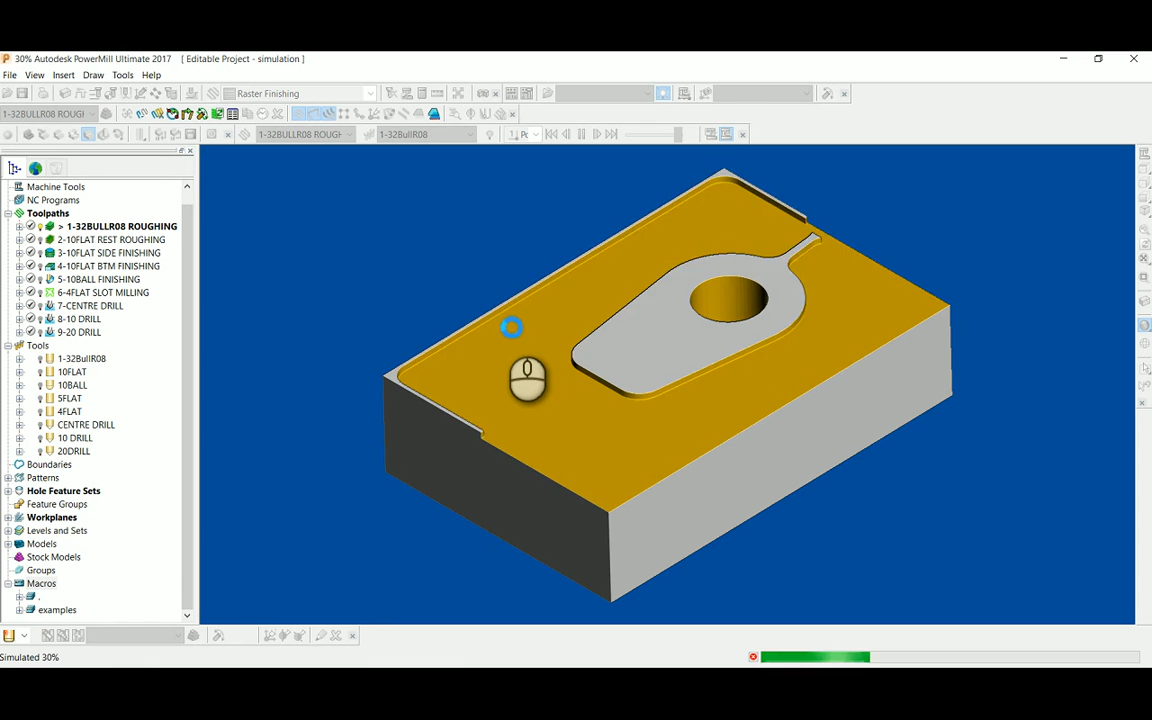 30% Autodesk PowerMill Ultimate 2017 [ Editable Project - simulation ]
File View Insert Draw Tools Help
Raster Finishing
1-32BULLR08 ROUGI
1-32BULLR08 ROUGH 1-32BullR08
Machine Tools
NC Programs
Toolpaths
> 1-32BULLR08 ROUGHING
2-10FLAT REST ROUGHING
3-10FLAT SIDE FINISHING
4-10FLAT BTM FINISHING
5-10BALL FINISHING
6-4FLAT SLOT MILLING
7-CENTRE DRILL
8-10 DRILL
9-20 DRILL
Tools
1-32BullR08
10FLAT
10BALL
5FLAT
4FLAT
CENTRE DRILL
10 DRILL
20DRILL
Boundaries
Patterns
Hole Feature Sets
Feature Groups
Workplanes
Levels and Sets
Models
Stock Models
Groups
Macros
.
examples
Simulated 30%